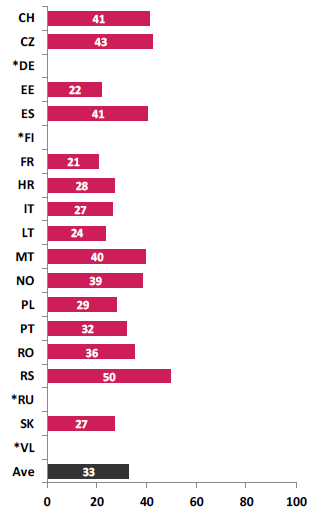 CH 41
CZ 43
*DE
EE 22
ES 41
*FI
FR 21
HR 28
IT 27
LT 24
MT 40
NO 39
PL 29
PT 32
RO 36
RS 50
*RU
SK 27
*VL
Ave 33
0 20 40 60 80 100